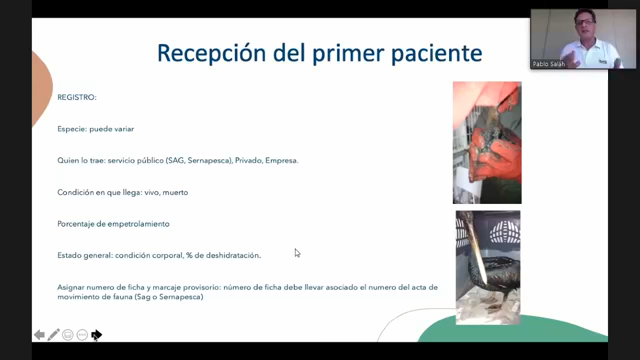 Recepción del primer paciente
REGISTRO:
Especie: puede variar
Quien lo trae: servicio público (SAG, Sernapesca), Privado, Empresa.
Condición en que llega: vivo, muerto
Porcentaje de empetrolamiento
Estado general: condición corporal, % de deshidratación.
Asignar numero de ficha y marcaje provisorio: número de ficha debe llevar asociado el numero del acta de
movimiento de fauna (Sag o Sernapesca)
Pablo Salah